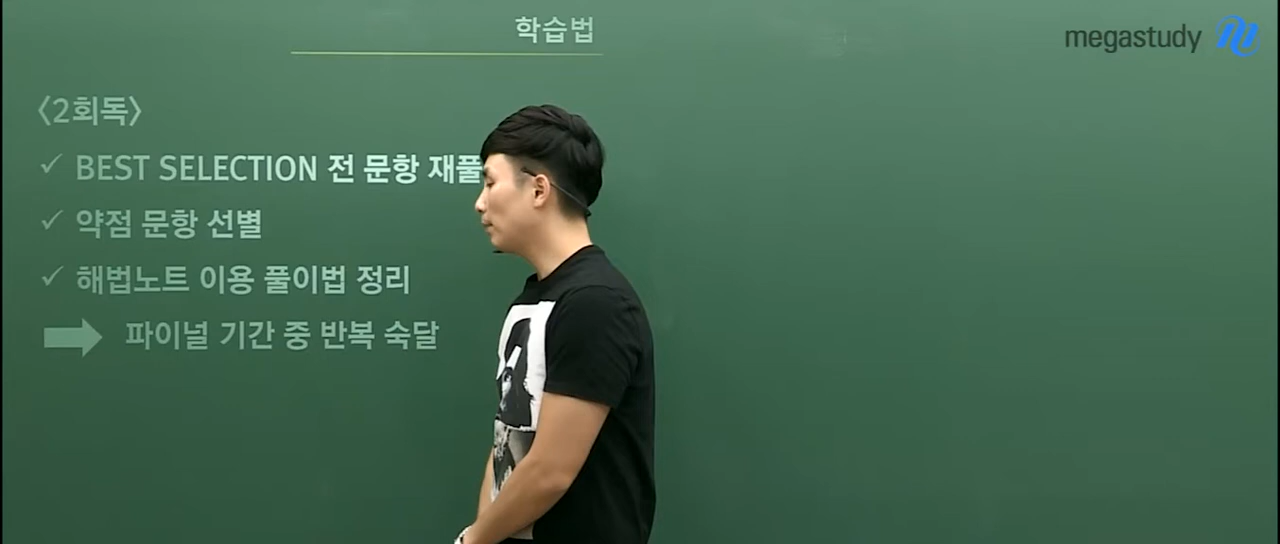 학습법
megastudy
〈2회독〉
✓ BEST SELECTION 전 문항 재풀
✓ 약점 문항 선별
✓ 해법노트 이용 풀이법 정리
➡ 파이널 기간 중 반복 숙달